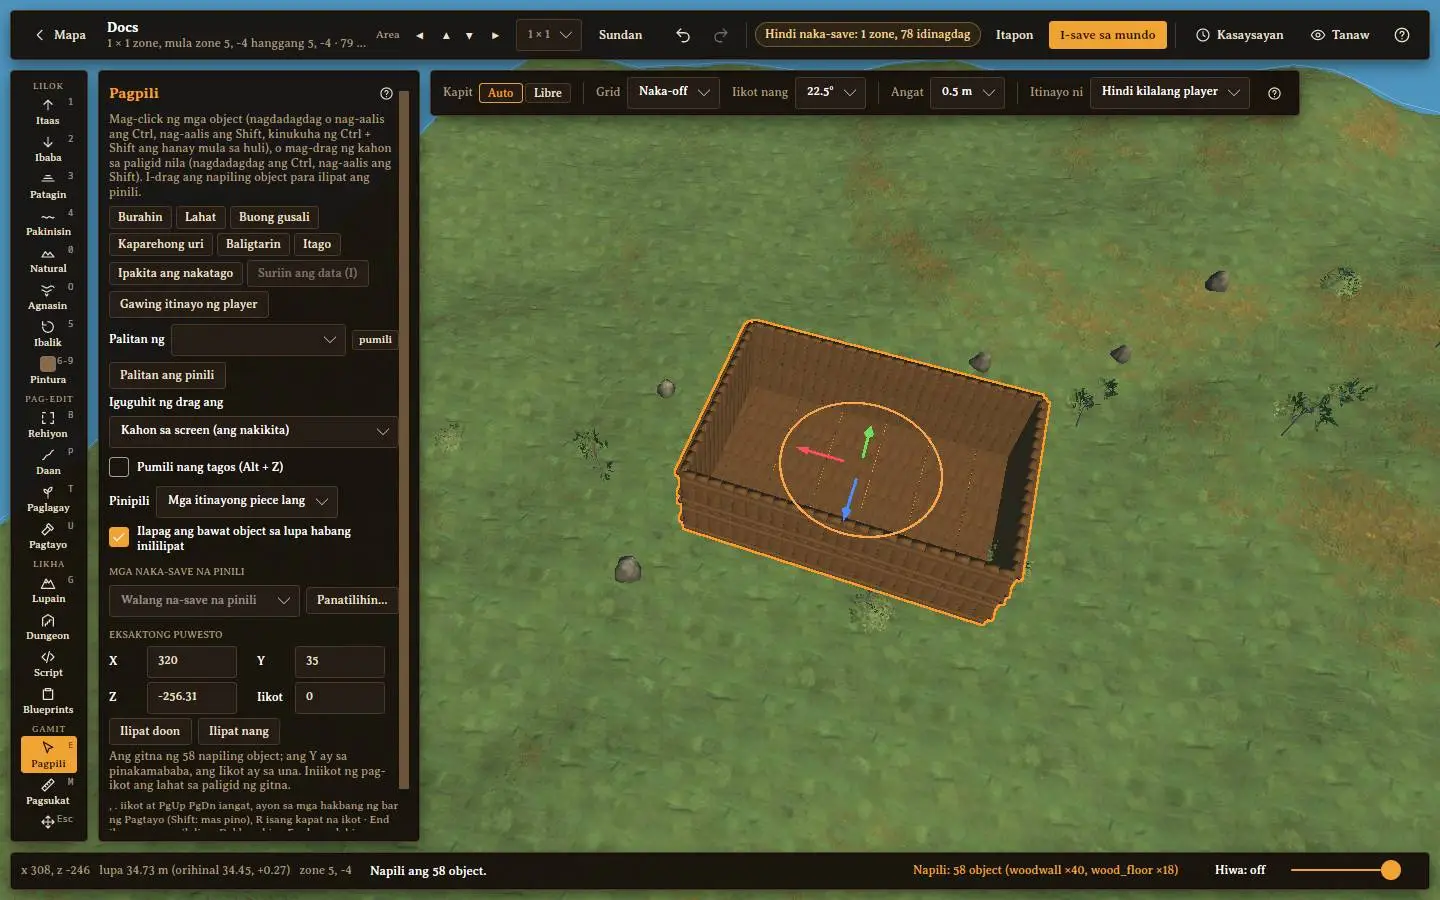 Mapa
Docs
1 × 1 zone, mula zone 5, -4 hanggang 5, -4 · 79 ...
Area
1 × 1
Sundan
Hindi naka-save: 1 zone, 78 idinagdag
Itapon
I-save sa mundo
Kasaysayan
Tanaw
LILOK
1
Itaas
2
Ibaba
3
Patagin
4
Pakinisin
0
Natural
O
Agnasin
5
Ibalik
6-9
Pintura
PAG-EDIT
B
Rehiyon
P
Daan
T
Paglagay
U
Pagtayo
LIKHA
G
Lupain
Dungeon
Script
Blueprints
GAMIT
E
Pagpili
M
Pagsukat
Esc
Pagpili
Mag-click ng mga object (nagdadagdag o nag-aalis
ang Ctrl, nag-aalis ang Shift, kinukuha ng Ctrl +
Shift ang hanay mula sa huli), o mag-drag ng kahon
sa paligid nila (nagdadagdag ang Ctrl, nag-aalis ang
Shift). I-drag ang napiling object para ilipat ang
pinili.
Burahin
Lahat
Buong gusali
Kaparehong uri
Baligtarin
Itago
Ipakita ang nakatago
Suriin ang data (I)
Gawing itinayo ng player
Palitan ng
pumili
Palitan ang pinili
Iguguhit ng drag ang
Kahon sa screen (ang nakikita)
Pumili nang tagos (Alt + Z)
Pinipili
Mga itinayong piece lang
Ilapag ang bawat object sa lupa habang
inililipat
MGA NAKA-SAVE NA PINILI
Walang na-save na pinili
Panatilihin...
EKSAKTONG PUWESTO
X
320
Y
35
Z
-256.31
Iikot
0
Ilipat doon
Ilipat nang
Ang gitna ng 58 napiling object; ang Y ay sa
pinakamababa, ang Iikot ay sa una. Iniikot ng pag-
ikot ang lahat sa paligid ng gitna.
, . iikot at PgUp PgDn iangat, ayon sa mga hakbang ng bar
ng Pagtayo (Shift: mas pino), R isang kapat na ikot · End
Kapit
Auto
Libre
Grid
Naka-off
Iikot nang
22.5°
Angat
0.5 m
Itinayo ni
Hindi kilalang player
x 308, z -246
lupa 34.73 m (orihinal 34.45, +0.27)
zone 5, -4
Napili ang 58 object.
Napili: 58 object (woodwall ×40, wood_floor ×18)
Hiwa: off